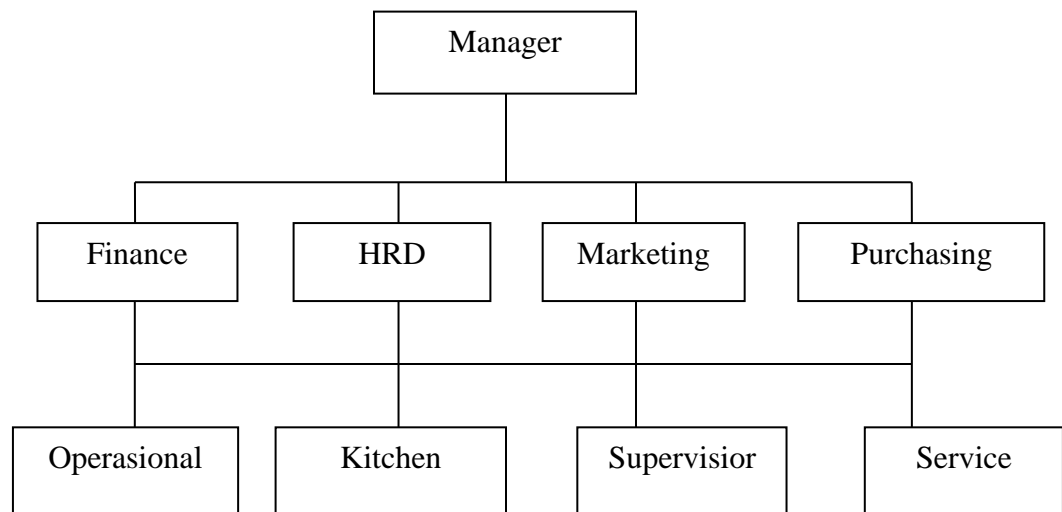 Manager
Finance
HRD
Marketing
Purchasing
Operasional
Kitchen
Supervisior
Service